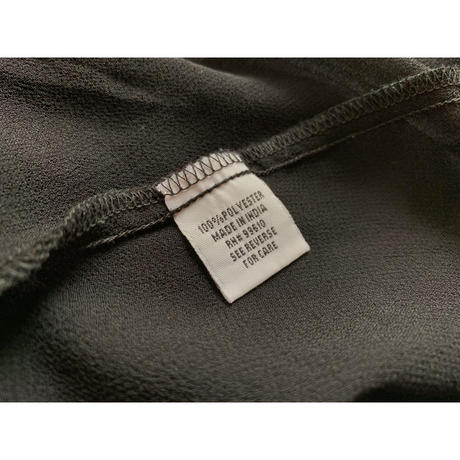 100%POLYESTER
MADE IN INDIA
RN# 99610
SEE REVERSE
FOR CARE